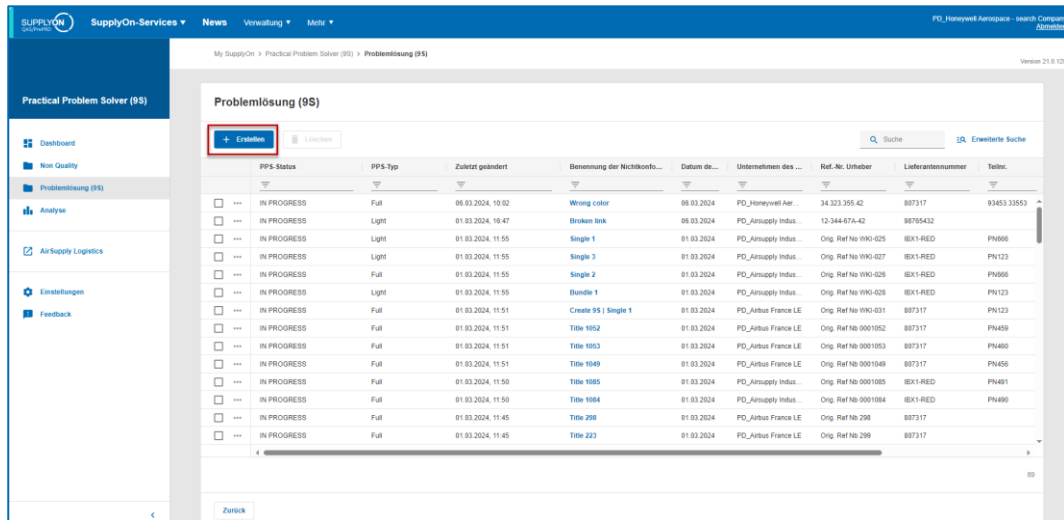 SUPPLYON
QAS/PrePRD
SupplyOn-Services News Verwaltung Mehr
PD_Honeywell Aerospace - search Compan
Abmelden
My SupplyOn > Practical Problem Solver (9S) > Problemlösung (9S)
Version 21.0.12
Practical Problem Solver (9S)
Dashboard
Non Quality
Problemlösung (9S)
Analyse
AirSupply Logistics
Einstellungen
Feedback
Problemlösung (9S)
+ Erstellen Löschen Suche Erweiterte Suche
PPS-Status PPS-Typ Zuletzt geändert Benennung der Nichtkonfo... Datum de... Unternehmen des ... Ref.-Nr. Urheber Lieferantennummer Teilnr.
IN PROGRESS Full 06.03.2024, 10:02 Wrong color 06.03.2024 PD_Honeywell Aer... 34.323.355.42 807317 93453.33553
IN PROGRESS Light 01.03.2024, 16:47 Broken link 06.03.2024 PD_Airsupply Indus... 12-344-67A-42 98765432
IN PROGRESS Light 01.03.2024, 11:55 Single 1 01.03.2024 PD_Airsupply Indus... Orig. Ref No WKI-025 IBX1-RED PN666
IN PROGRESS Light 01.03.2024, 11:55 Single 3 01.03.2024 PD_Airsupply Indus... Orig. Ref No WKI-027 IBX1-RED PN123
IN PROGRESS Full 01.03.2024, 11:55 Single 2 01.03.2024 PD_Airsupply Indus... Orig. Ref No WKI-026 IBX1-RED PN666
IN PROGRESS Light 01.03.2024, 11:55 Bundle 1 01.03.2024 PD_Airsupply Indus... Orig. Ref No WKI-028 IBX1-RED PN123
IN PROGRESS Full 01.03.2024, 11:51 Create 9S | Single 1 01.03.2024 PD_Airbus France LE Orig. Ref No WKI-031 807317 PN123
IN PROGRESS Full 01.03.2024, 11:51 Title 1052 01.03.2024 PD_Airbus France LE Orig. Ref Nb 0001052 807317 PN459
IN PROGRESS Full 01.03.2024, 11:51 Title 1053 01.03.2024 PD_Airbus France LE Orig. Ref Nb 0001053 807317 PN460
IN PROGRESS Full 01.03.2024, 11:51 Title 1049 01.03.2024 PD_Airbus France LE Orig. Ref Nb 0001049 807317 PN456
IN PROGRESS Full 01.03.2024, 11:50 Title 1085 01.03.2024 PD_Airsupply Indus... Orig. Ref Nb 0001085 IBX1-RED PN491
IN PROGRESS Full 01.03.2024, 11:50 Title 1084 01.03.2024 PD_Airsupply Indus... Orig. Ref Nb 0001084 IBX1-RED PN490
IN PROGRESS Full 01.03.2024, 11:45 Title 298 01.03.2024 PD_Airbus France LE Orig. Ref Nb 298 807317
IN PROGRESS Full 01.03.2024, 11:45 Title 223 01.03.2024 PD_Airbus France LE Orig. Ref Nb 299 807317
69
Zurück